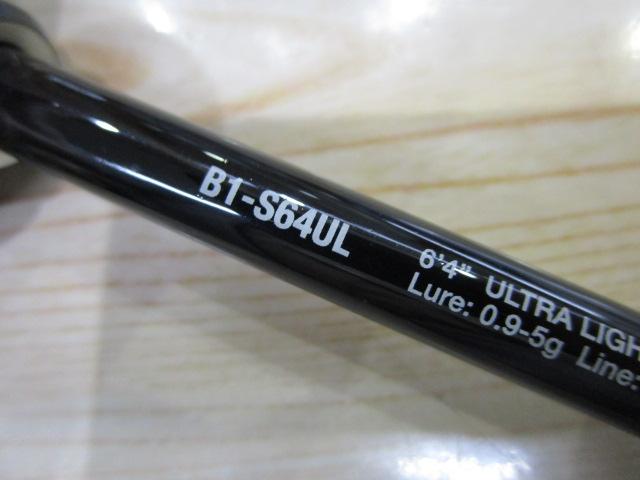 B1-S64UL
6'4" ULTRA LIGH
Lure: 0.9-5g Line: